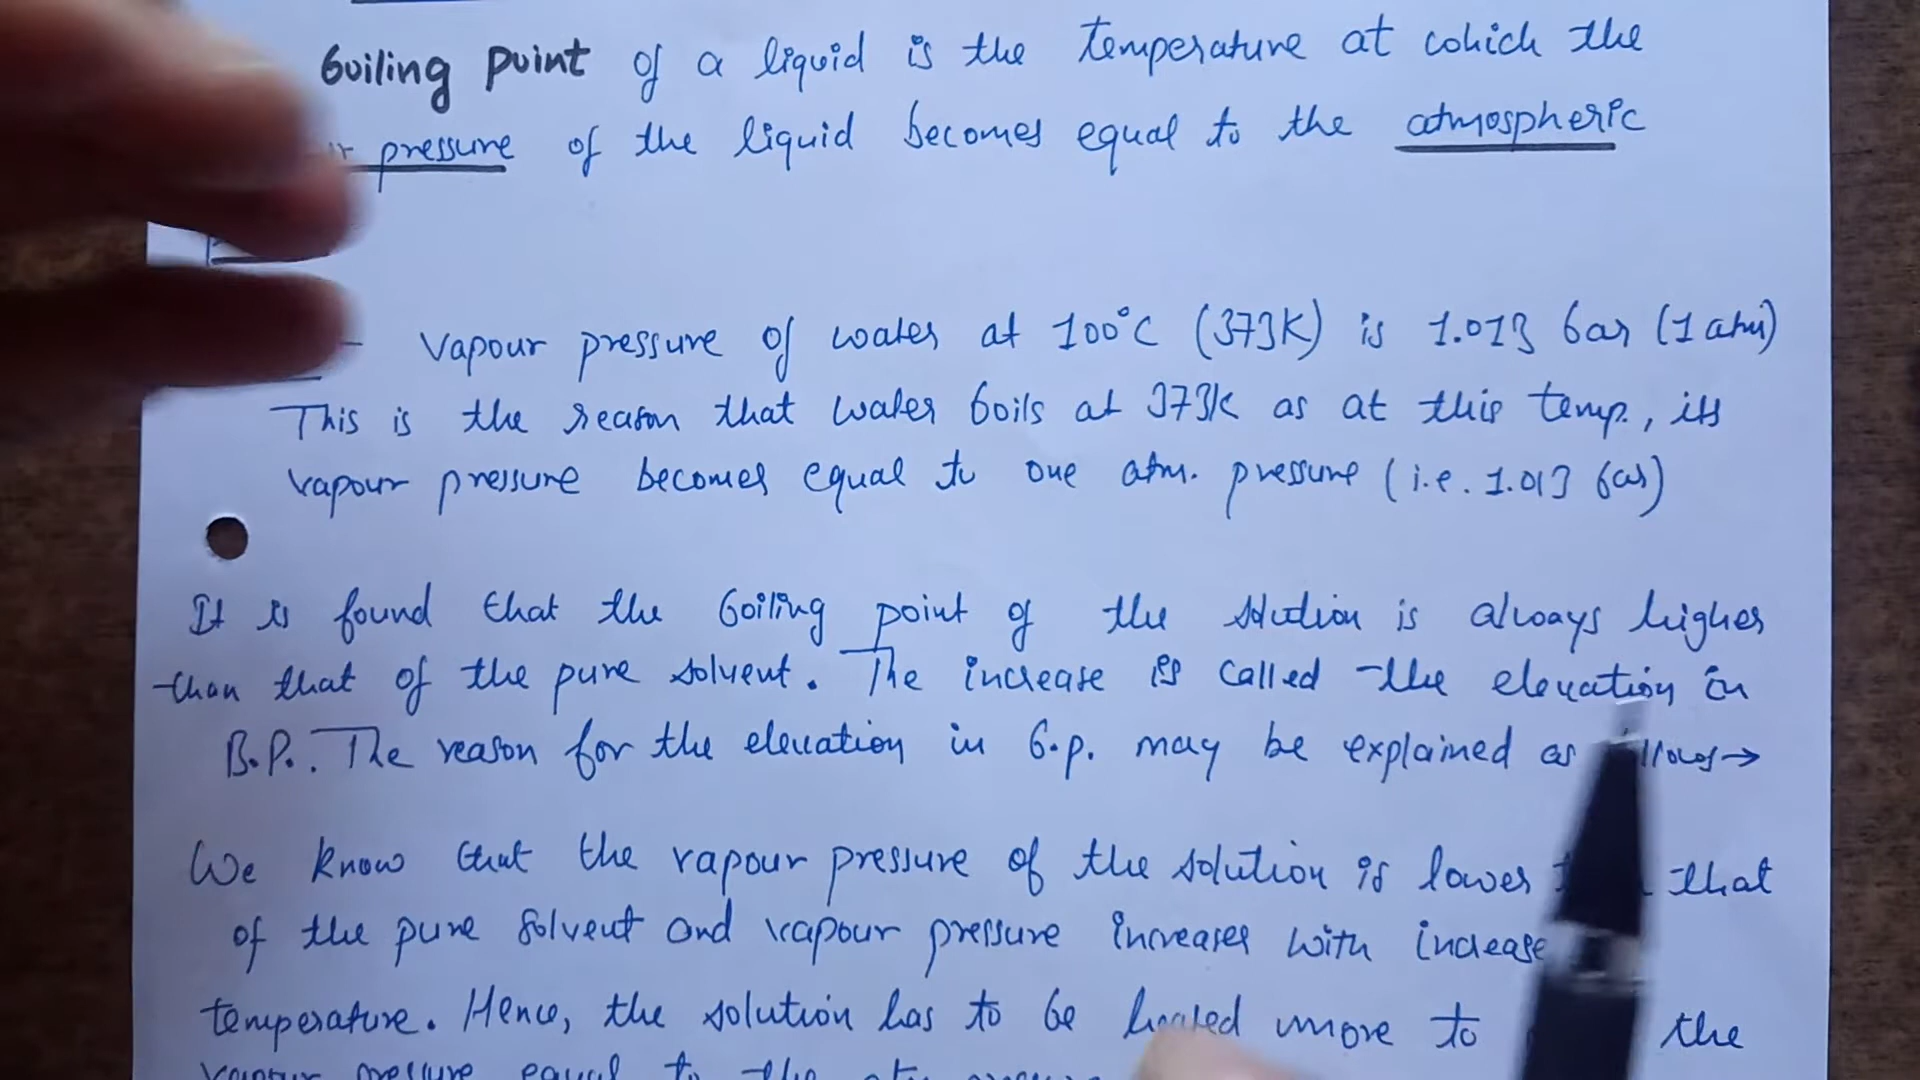 boiling point of a liquid is the temperature at which the
pressure of the liquid becomes equal to the atmospheric
vapour pressure of water at 100°C (373K) is 1.013 bar (1 atm)
This is the reason that water boils at 373K as at this temp., its
vapour pressure becomes equal to one atm. pressure (i.e. 1.013 bar)
It is found that the boiling point of the solution is always higher
than that of the pure solvent. The increase is called the elevation in
B.P.. The reason for the elevation in b.p. may be explained as →
We know that the vapour pressure of the solution is lower that
of the pure solvent and vapour pressure increases with increase
temperature. Hence, the solution has to be heated more to the
vapour pressure equal to the